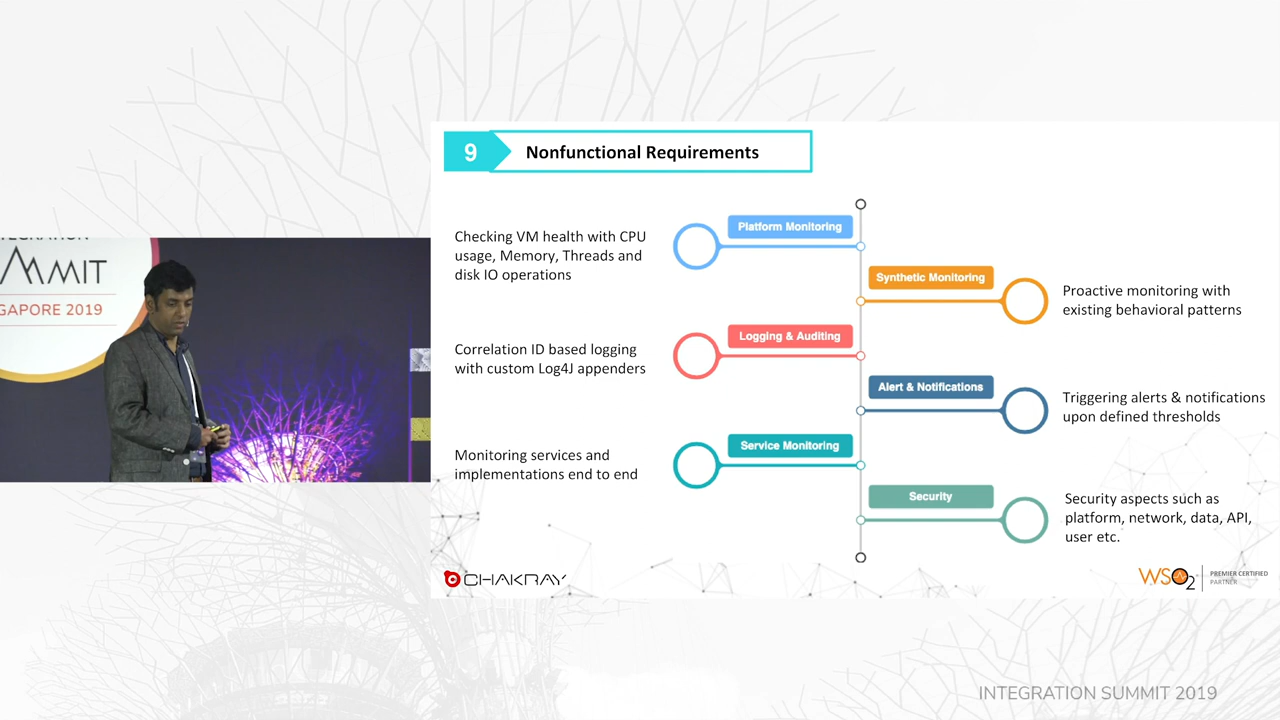 9
Nonfunctional Requirements
Platform Monitoring
Checking VM health with CPU
usage, Memory, Threads and
disk IO operations
Synthetic Monitoring
Proactive monitoring with
existing behavioral patterns
Logging & Auditing
Correlation ID based logging
with custom Log4J appenders
Alert & Notifications
Triggering alerts & notifications
upon defined thresholds
Service Monitoring
Monitoring services and
implementations end to end
Security
Security aspects such as
platform, network, data, API,
user etc.
CHAKRAY
WSO2
PREMIER CERTIFIED
PARTNER
GAPORE 2019
INTEGRATION SUMMIT 2019